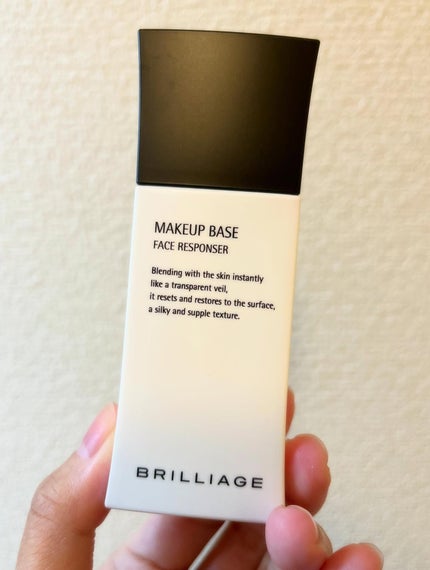 MAKEUP BASE
FACE RESPONSER
Blending with the skin instantly
like a transparent veil,
it resets and restores to the surface,
a silky and supple texture.
BRILLIAGE